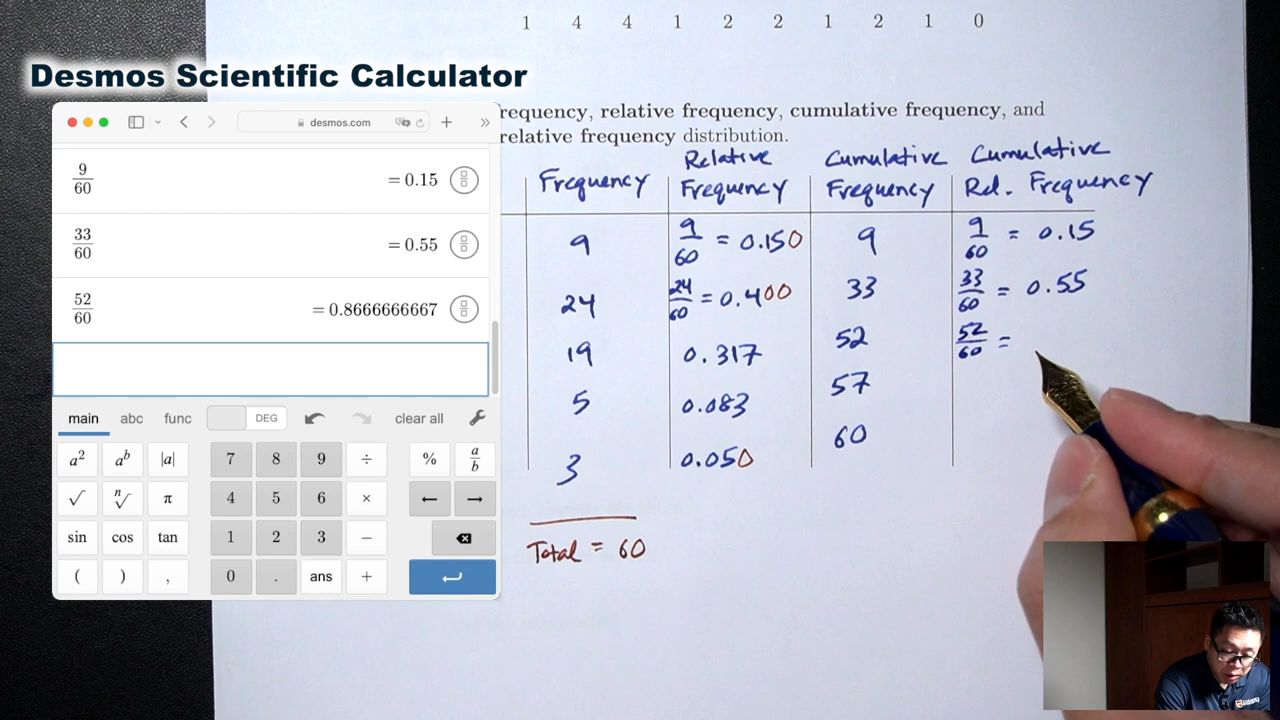 1 4 4 1 2 2 1 2 1 0
Desmos Scientific Calculator
requency, relative frequency, cumulative frequency, and
relative frequency distribution.
desmos.com
9/60 = 0.15
33/60 = 0.55
52/60 = 0.8666666667
main abc func DEG clear all
a² aᵇ |a| 7 8 9 ÷ % a/b
√ ⁿ√ π 4 5 6 × ← →
sin cos tan 1 2 3 −
( ) , 0 . ans +
Frequency
9
24
19
5
3
Total = 60
Relative
Frequency
9/60 = 0.150
24/60 = 0.400
0.317
0.083
0.050
Cumulative
Frequency
9
33
52
57
60
Cumulative
Rel. Frequency
9/60 = 0.15
33/60 = 0.55
52/60 =